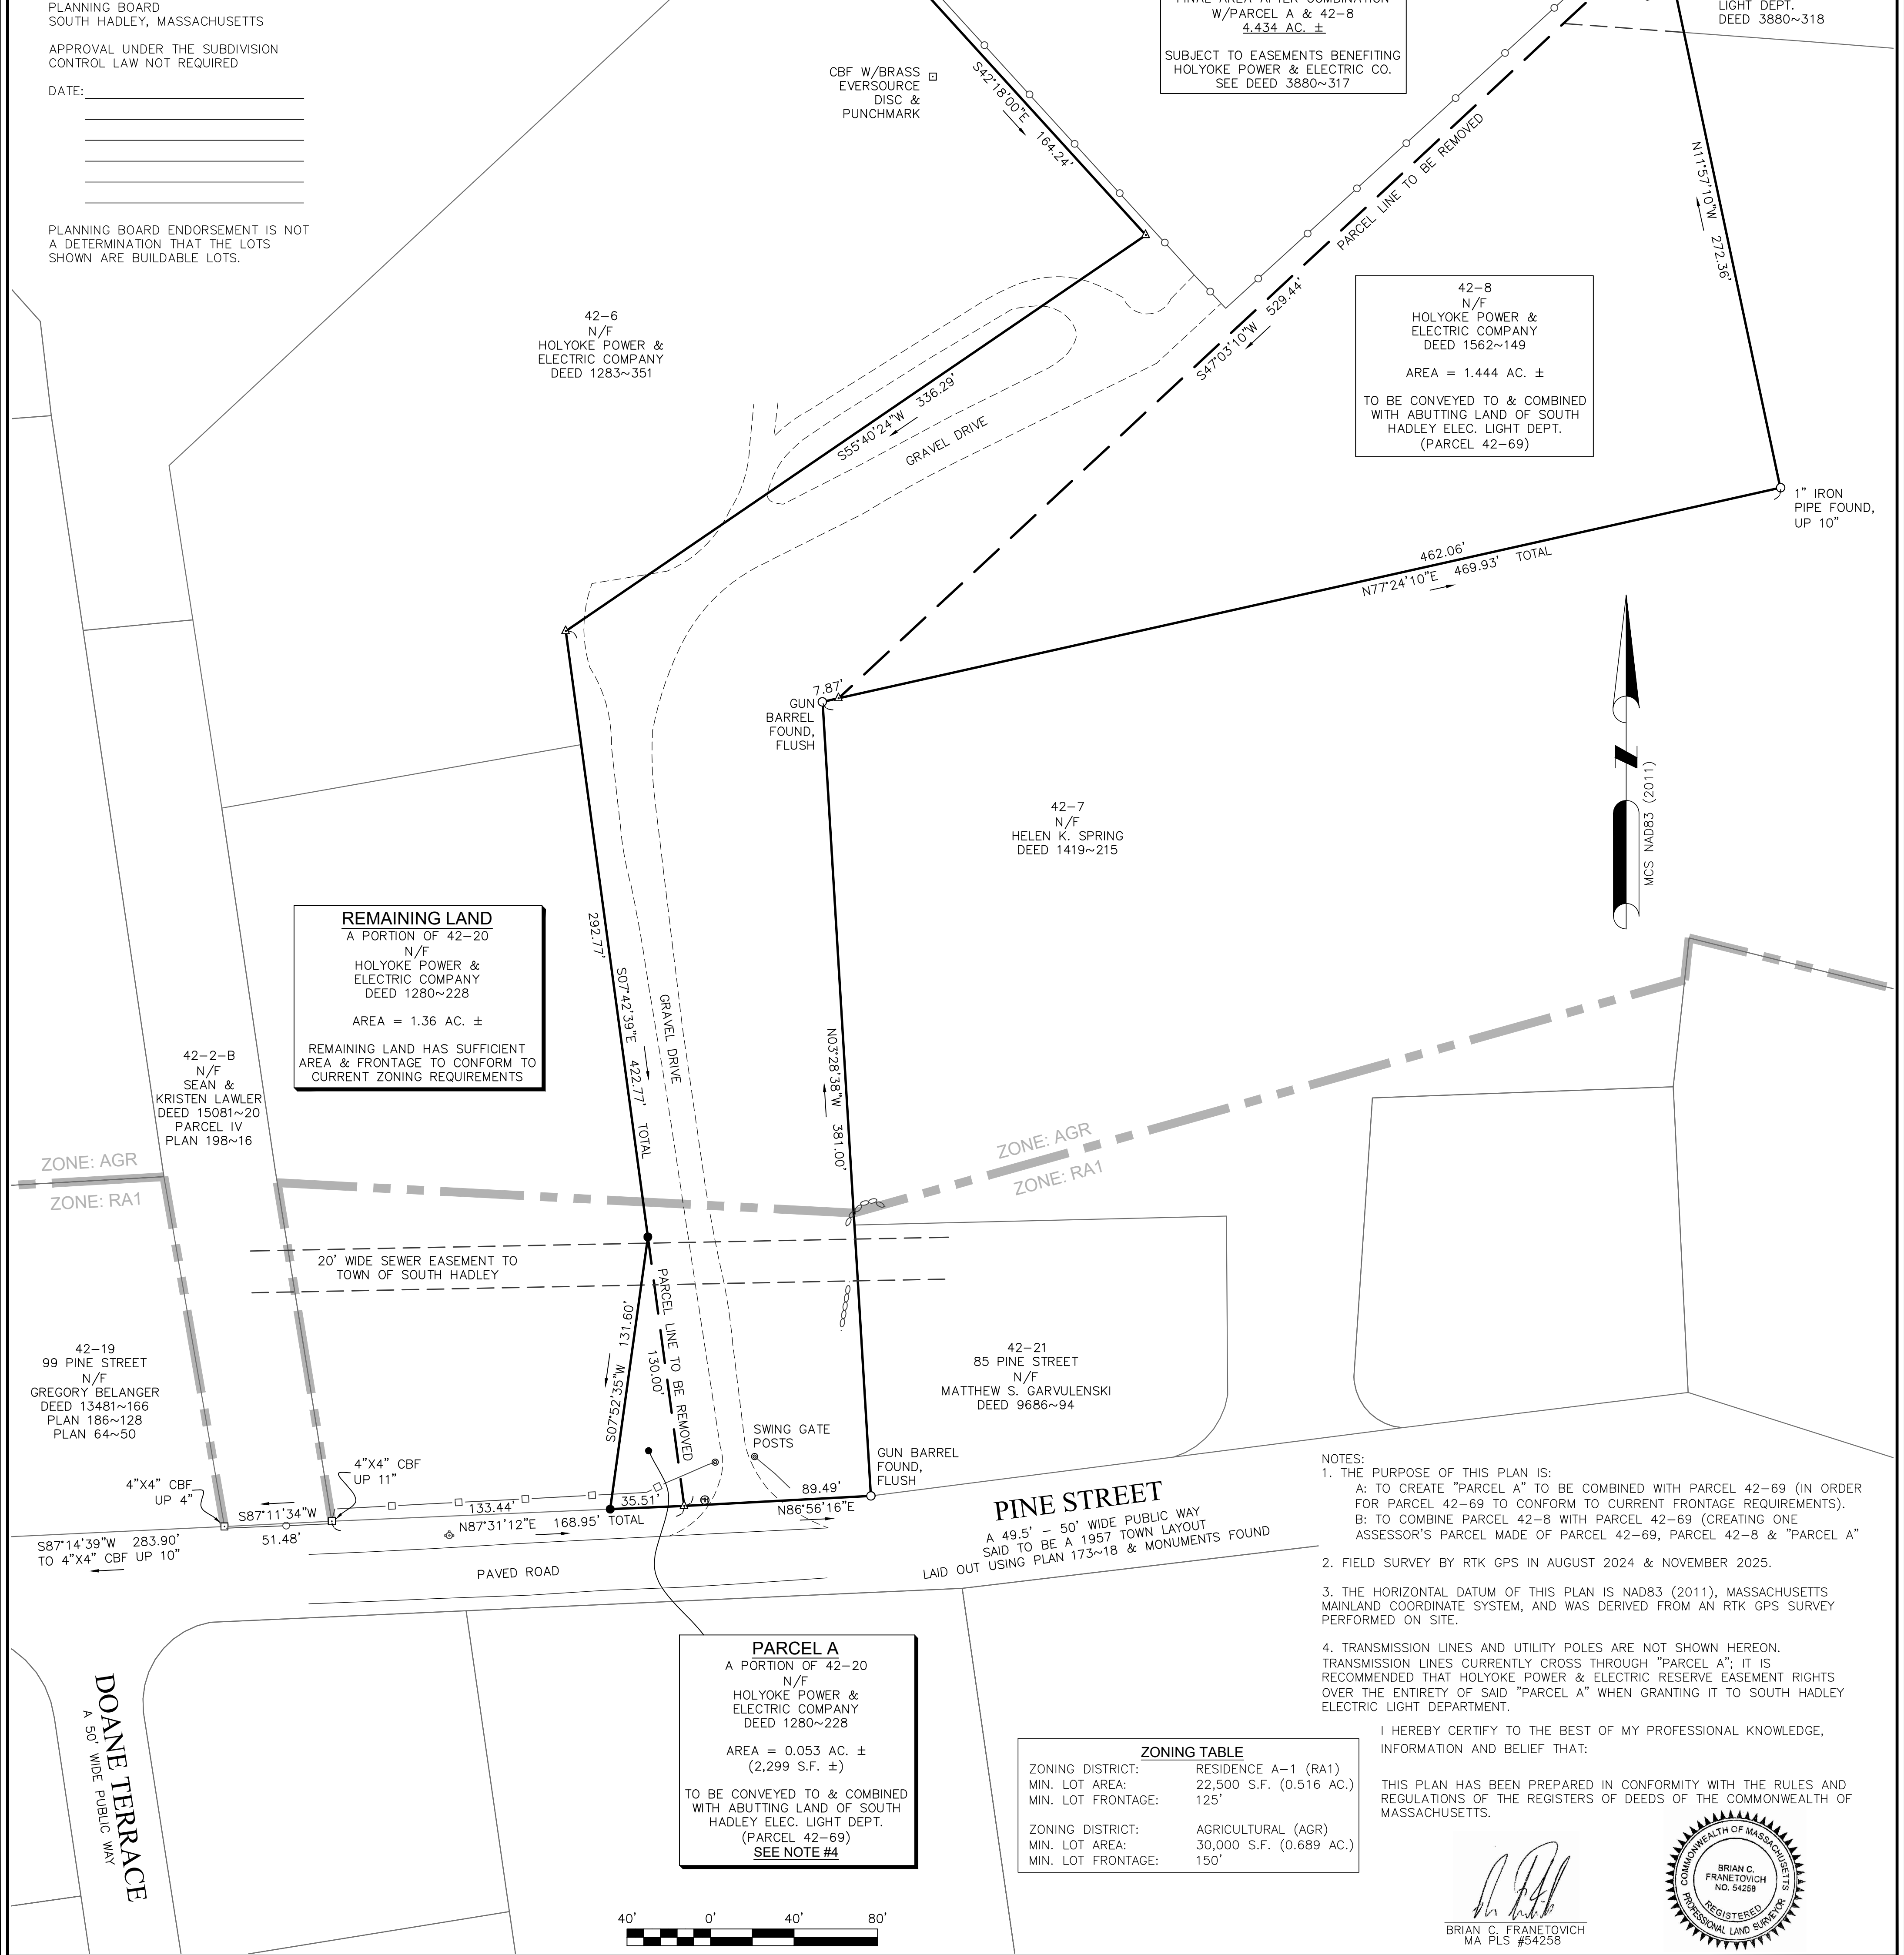 PLANNING BOARD
SOUTH HADLEY, MASSACHUSETTS
APPROVAL UNDER THE SUBDIVISION
CONTROL LAW NOT REQUIRED
DATE:
PLANNING BOARD ENDORSEMENT IS NOT
A DETERMINATION THAT THE LOTS
SHOWN ARE BUILDABLE LOTS.
CBF W/BRASS
EVERSOURCE
DISC &
PUNCHMARK
S42°18'00"E 164.24'
FINAL AREA AFTER COMBINATION
W/PARCEL A & 42-8
4.434 AC. ±
SUBJECT TO EASEMENTS BENEFITING
HOLYOKE POWER & ELECTRIC CO.
SEE DEED 3880~317
LIGHT DEPT.
DEED 3880~318
PARCEL LINE TO BE REMOVED
S47°03'10"W 529.44'
N11°57'10"W 272.36'
42-6
N/F
HOLYOKE POWER &
ELECTRIC COMPANY
DEED 1283~351
42-8
N/F
HOLYOKE POWER &
ELECTRIC COMPANY
DEED 1562~149
AREA = 1.444 AC. ±
TO BE CONVEYED TO & COMBINED
WITH ABUTTING LAND OF SOUTH
HADLEY ELEC. LIGHT DEPT.
(PARCEL 42-69)
S55°40'24"W 336.29'
GRAVEL DRIVE
1" IRON
PIPE FOUND,
UP 10"
462.06'
N77°24'10"E 469.93' TOTAL
7.87'
GUN
BARREL
FOUND,
FLUSH
MCS NAD83 (2011)
42-7
N/F
HELEN K. SPRING
DEED 1419~215
REMAINING LAND
A PORTION OF 42-20
N/F
HOLYOKE POWER &
ELECTRIC COMPANY
DEED 1280~228
AREA = 1.36 AC. ±
REMAINING LAND HAS SUFFICIENT
AREA & FRONTAGE TO CONFORM TO
CURRENT ZONING REQUIREMENTS
292.77'
S07°42'39"E 422.77' TOTAL
GRAVEL DRIVE
N03°28'38"W 381.00'
42-2-B
N/F
SEAN &
KRISTEN LAWLER
DEED 15081~20
PARCEL IV
PLAN 198~16
ZONE: AGR
ZONE: RA1
ZONE: AGR
ZONE: RA1
20' WIDE SEWER EASEMENT TO
TOWN OF SOUTH HADLEY
S07°52'35"W 131.60'
PARCEL LINE TO BE REMOVED
130.00'
42-19
99 PINE STREET
N/F
GREGORY BELANGER
DEED 13481~166
PLAN 186~128
PLAN 64~50
42-21
85 PINE STREET
N/F
MATTHEW S. GARVULENSKI
DEED 9686~94
SWING GATE
POSTS
GUN BARREL
FOUND,
FLUSH
4"X4" CBF
UP 4"
4"X4" CBF
UP 11"
S87°11'34"W
51.48'
133.44'
35.51'
89.49'
N86°56'16"E
N87°31'12"E 168.95' TOTAL
S87°14'39"W 283.90'
TO 4"X4" CBF UP 10"
PAVED ROAD
PINE STREET
A 49.5' - 50' WIDE PUBLIC WAY
SAID TO BE A 1957 TOWN LAYOUT
LAID OUT USING PLAN 173~18 & MONUMENTS FOUND
DOANE TERRACE
A 50' WIDE PUBLIC WAY
PARCEL A
A PORTION OF 42-20
N/F
HOLYOKE POWER &
ELECTRIC COMPANY
DEED 1280~228
AREA = 0.053 AC. ±
(2,299 S.F. ±)
TO BE CONVEYED TO & COMBINED
WITH ABUTTING LAND OF SOUTH
HADLEY ELEC. LIGHT DEPT.
(PARCEL 42-69)
SEE NOTE #4
40' 0' 40' 80'
NOTES:
1. THE PURPOSE OF THIS PLAN IS:
A: TO CREATE "PARCEL A" TO BE COMBINED WITH PARCEL 42-69 (IN ORDER
FOR PARCEL 42-69 TO CONFORM TO CURRENT FRONTAGE REQUIREMENTS).
B: TO COMBINE PARCEL 42-8 WITH PARCEL 42-69 (CREATING ONE
ASSESSOR'S PARCEL MADE OF PARCEL 42-69, PARCEL 42-8 & "PARCEL A"
2. FIELD SURVEY BY RTK GPS IN AUGUST 2024 & NOVEMBER 2025.
3. THE HORIZONTAL DATUM OF THIS PLAN IS NAD83 (2011), MASSACHUSETTS
MAINLAND COORDINATE SYSTEM, AND WAS DERIVED FROM AN RTK GPS SURVEY
PERFORMED ON SITE.
4. TRANSMISSION LINES AND UTILITY POLES ARE NOT SHOWN HEREON.
TRANSMISSION LINES CURRENTLY CROSS THROUGH "PARCEL A"; IT IS
RECOMMENDED THAT HOLYOKE POWER & ELECTRIC RESERVE EASEMENT RIGHTS
OVER THE ENTIRETY OF SAID "PARCEL A" WHEN GRANTING IT TO SOUTH HADLEY
ELECTRIC LIGHT DEPARTMENT.
I HEREBY CERTIFY TO THE BEST OF MY PROFESSIONAL KNOWLEDGE,
INFORMATION AND BELIEF THAT:
THIS PLAN HAS BEEN PREPARED IN CONFORMITY WITH THE RULES AND
REGULATIONS OF THE REGISTERS OF DEEDS OF THE COMMONWEALTH OF
MASSACHUSETTS.
ZONING TABLE
ZONING DISTRICT: RESIDENCE A-1 (RA1)
MIN. LOT AREA: 22,500 S.F. (0.516 AC.)
MIN. LOT FRONTAGE: 125'
ZONING DISTRICT: AGRICULTURAL (AGR)
MIN. LOT AREA: 30,000 S.F. (0.689 AC.)
MIN. LOT FRONTAGE: 150'
BRIAN C. FRANETOVICH
MA PLS #54258
COMMONWEALTH OF MASSACHUSETTS
BRIAN C.
FRANETOVICH
NO. 54258
REGISTERED
PROFESSIONAL LAND SURVEYOR